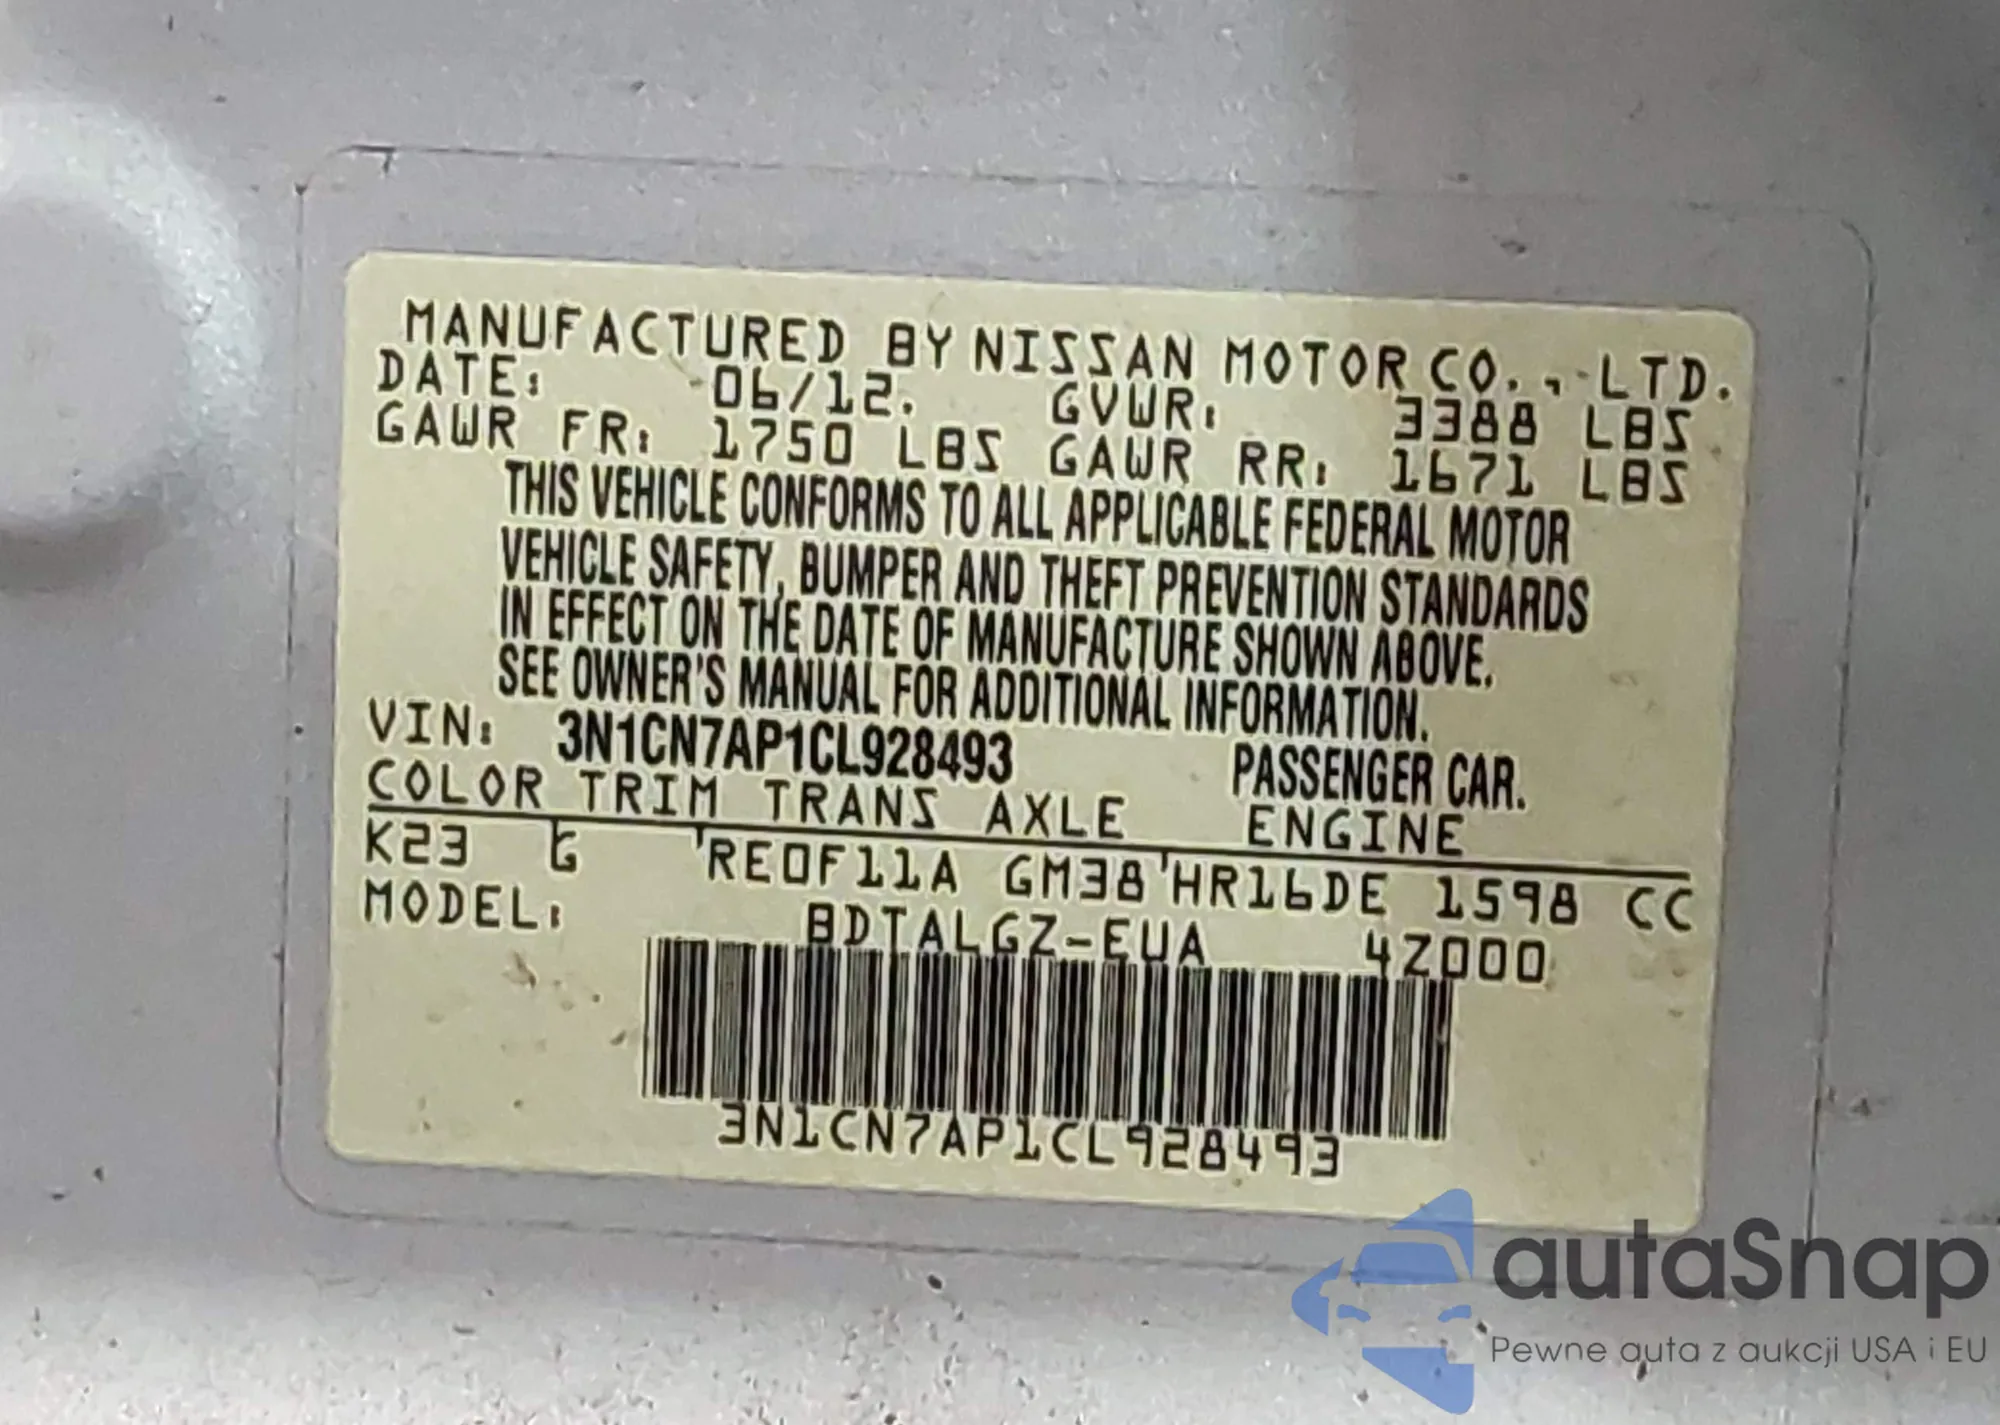 MANUFACTURED BY NISSAN MOTOR CO., LTD.
DATE: 06/12. GVWR: 3388 LBS
GAWR FR: 1750 LBS GAWR RR: 1671 LBS
THIS VEHICLE CONFORMS TO ALL APPLICABLE FEDERAL MOTOR
VEHICLE SAFETY, BUMPER AND THEFT PREVENTION STANDARDS
IN EFFECT ON THE DATE OF MANUFACTURE SHOWN ABOVE.
SEE OWNER'S MANUAL FOR ADDITIONAL INFORMATION.
VIN: 3N1CN7AP1CL928493 PASSENGER CAR.
COLOR TRIM TRANS AXLE ENGINE
K23 G 'RE0F11A GM38'HR16DE 1598 CC
MODEL: BDTALGZ-EUA 4Z000
3N1CN7AP1CL928493
autaSnap
Pewne auta z aukcji USA i EU